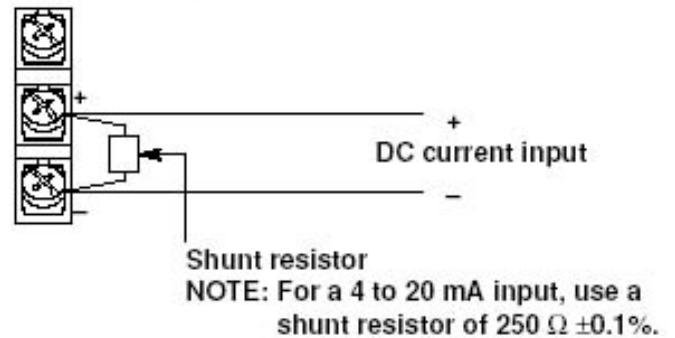 +
+
DC current input
−
−
Shunt resistor
NOTE: For a 4 to 20 mA input, use a
shunt resistor of 250 Ω ±0.1%.